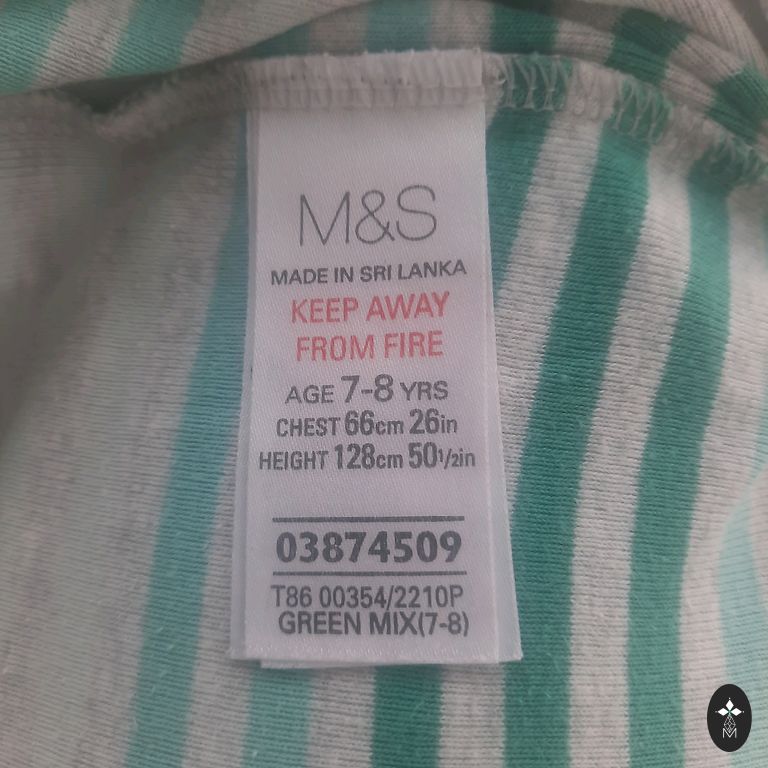 M&S
MADE IN SRI LANKA
KEEP AWAY
FROM FIRE
AGE 7-8 YRS
CHEST 66cm 26in
HEIGHT 128cm 50½in
03874509
T86 00354/2210P
GREEN MIX(7-8)
M